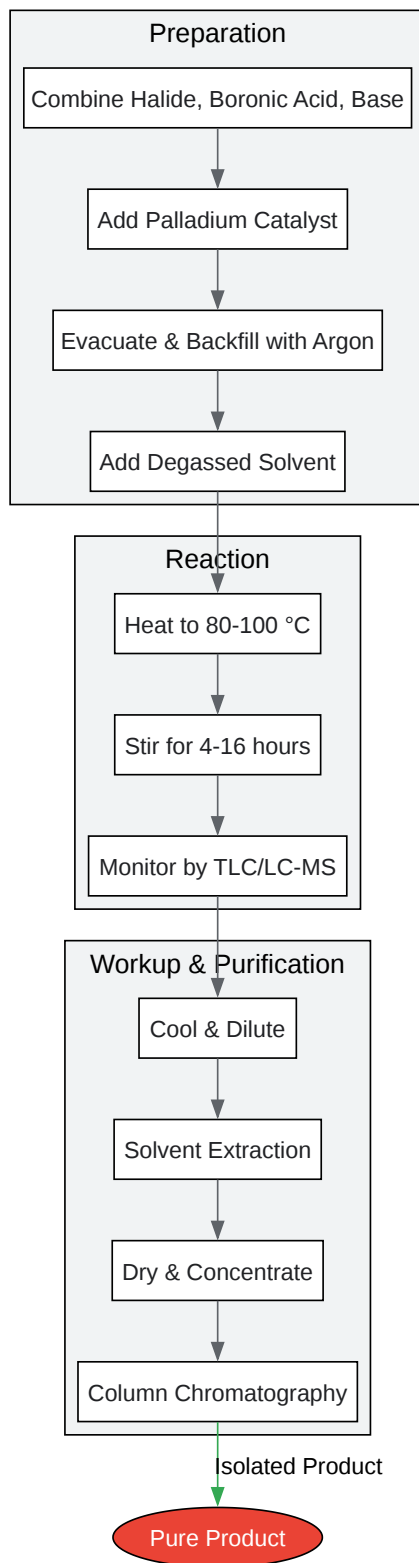 Preparation
Combine Halide, Boronic Acid, Base
Add Palladium Catalyst
Evacuate & Backfill with Argon
Add Degassed Solvent
Reaction
Heat to 80-100 °C
Stir for 4-16 hours
Monitor by TLC/LC-MS
Workup & Purification
Cool & Dilute
Solvent Extraction
Dry & Concentrate
Column Chromatography
Isolated Product
Pure Product